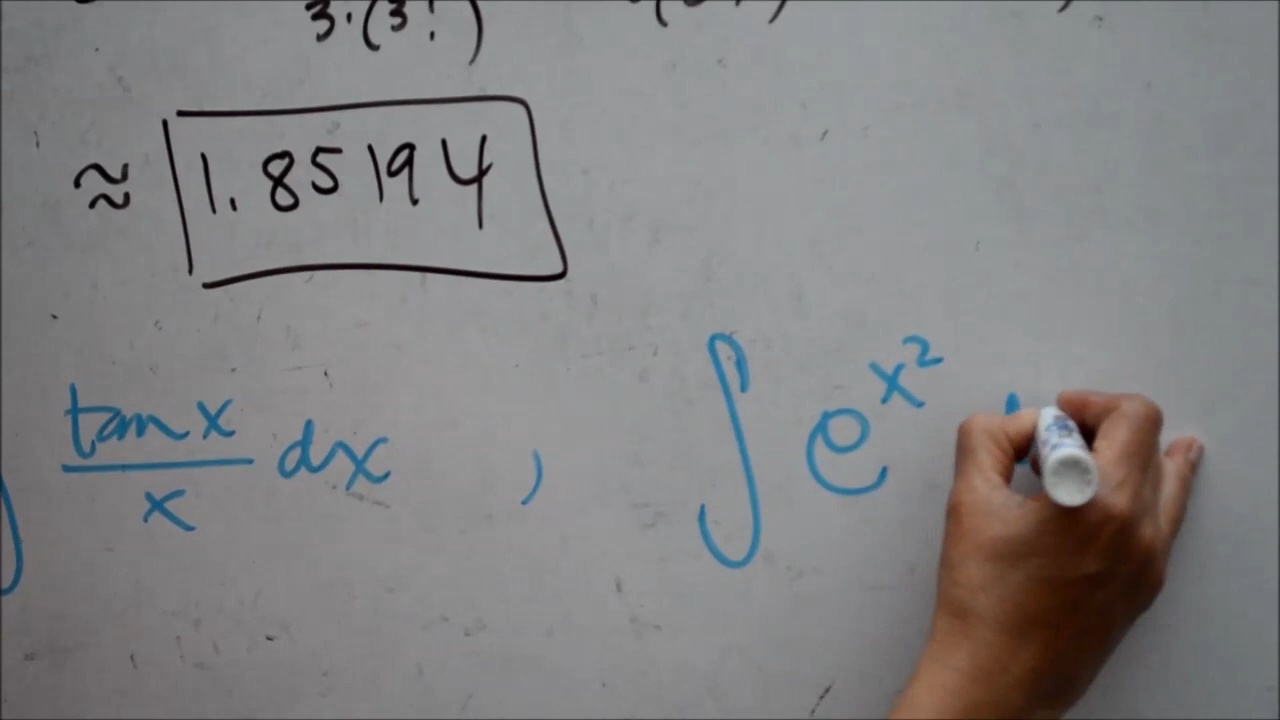 3·(3!)
≈ 1.85194
∫ tan x / x dx , ∫ e^x²